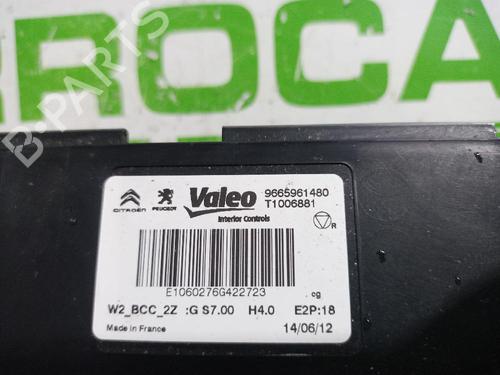 RROCA
B-PARTS
CITROËN PEUGEOT Valeo 9665961480
T1006881
Interior Controls
R
E1060276G422723
cg
W2_BCC_2Z :G S7.00 H4.0 E2P:18
Made in France 14/06/12